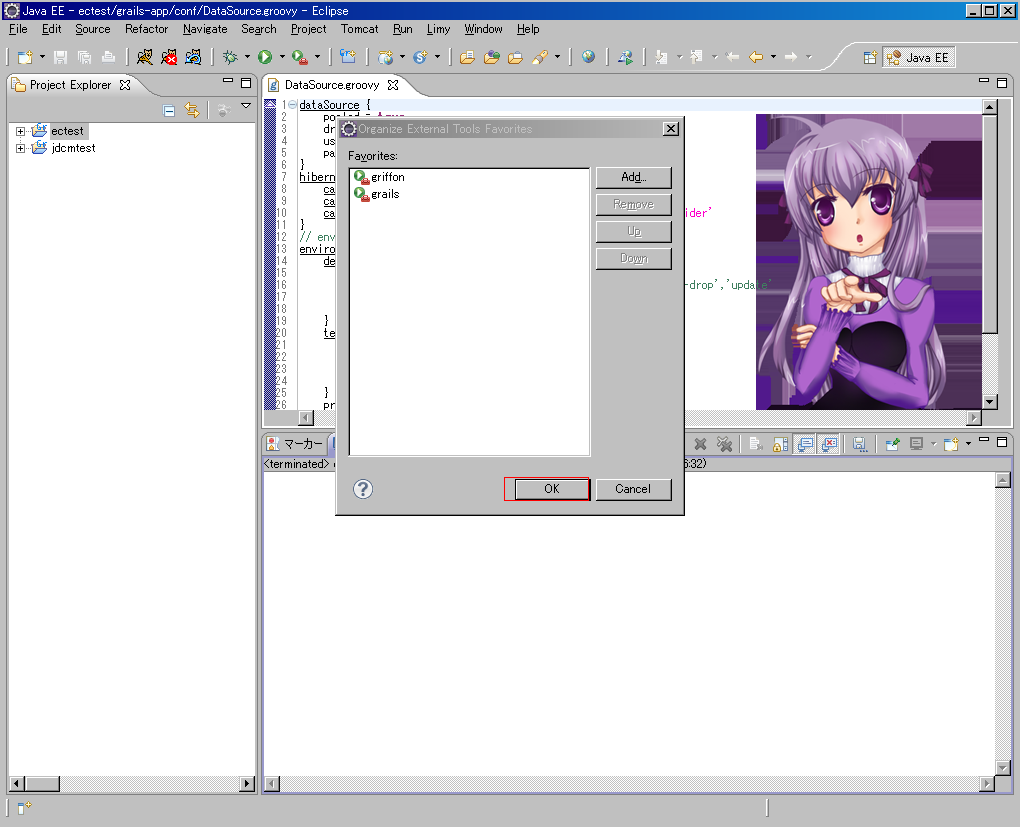 Java EE - ectest/grails-app/conf/DataSource.groovy - Eclipse
File Edit Source Refactor Navigate Search Project Tomcat Run Limy Window Help
Java EE
Project Explorer
ectest
jdcmtest
DataSource.groovy
1 dataSource {
2
3 dr
4 us
5 pa
6 }
7 hibern
8 ca
9 ca
10 ca ider'
11 }
12 // env
13 enviro
14 de
15
16 -drop','update'
17
18
19 }
20 te
21
22
23
24
25 }
26 pr
Organize External Tools Favorites
Favorites:
griffon
grails
Add...
Remove
Up
Down
?
OK
Cancel
マーカー
<terminated> 6:32)